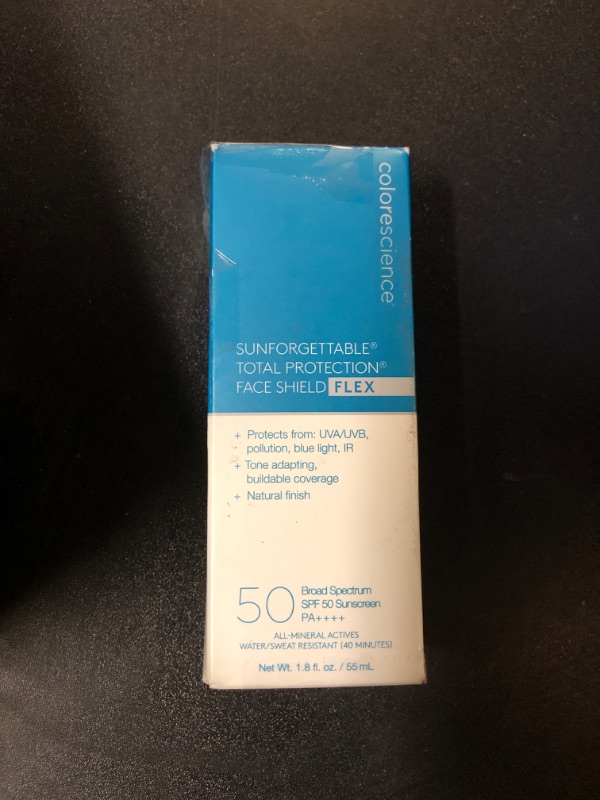 colorescience®
SUNFORGETTABLE®
TOTAL PROTECTION®
FACE SHIELD FLEX
+ Protects from: UVA/UVB,
pollution, blue light, IR
+ Tone adapting,
buildable coverage
+ Natural finish
50
Broad Spectrum
SPF 50 Sunscreen
PA++++
ALL-MINERAL ACTIVES
WATER/SWEAT RESISTANT (40 MINUTES)
Net Wt. 1.8 fl. oz. / 55 mL